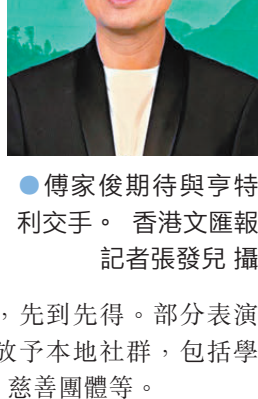 ●傅家俊期待與亨特
利交手。 香港文匯報
記者張發兒 攝
，先到先得。部分表演
放予本地社群，包括學
慈善團體等。